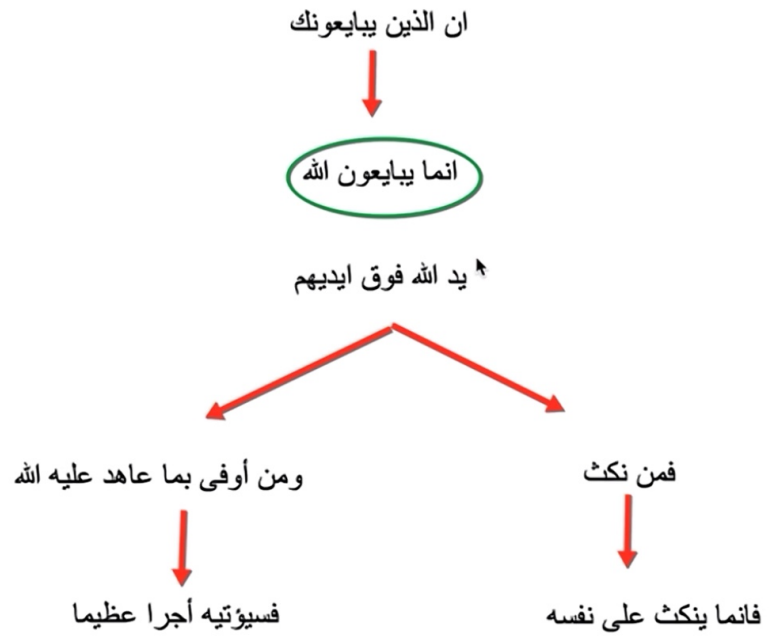 ان الذين يبايعونك
انما يبايعون الله
يد الله فوق ايديهم
فمن نكث
ومن أوفى بما عاهد عليه الله
فانما ينكث على نفسه
فسيؤتيه أجرا عظيما